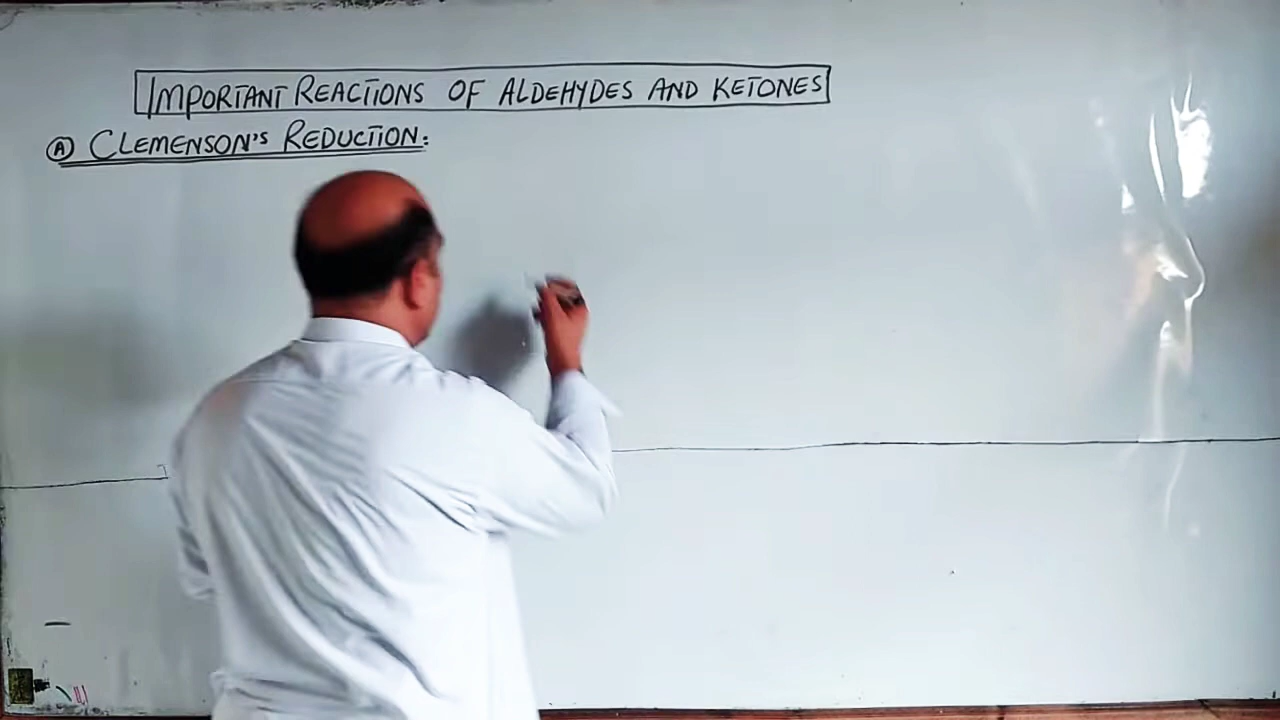 IMPORTANT REACTIONS OF ALDEHYDES AND KETONES
Ⓐ CLEMENSON'S REDUCTION: